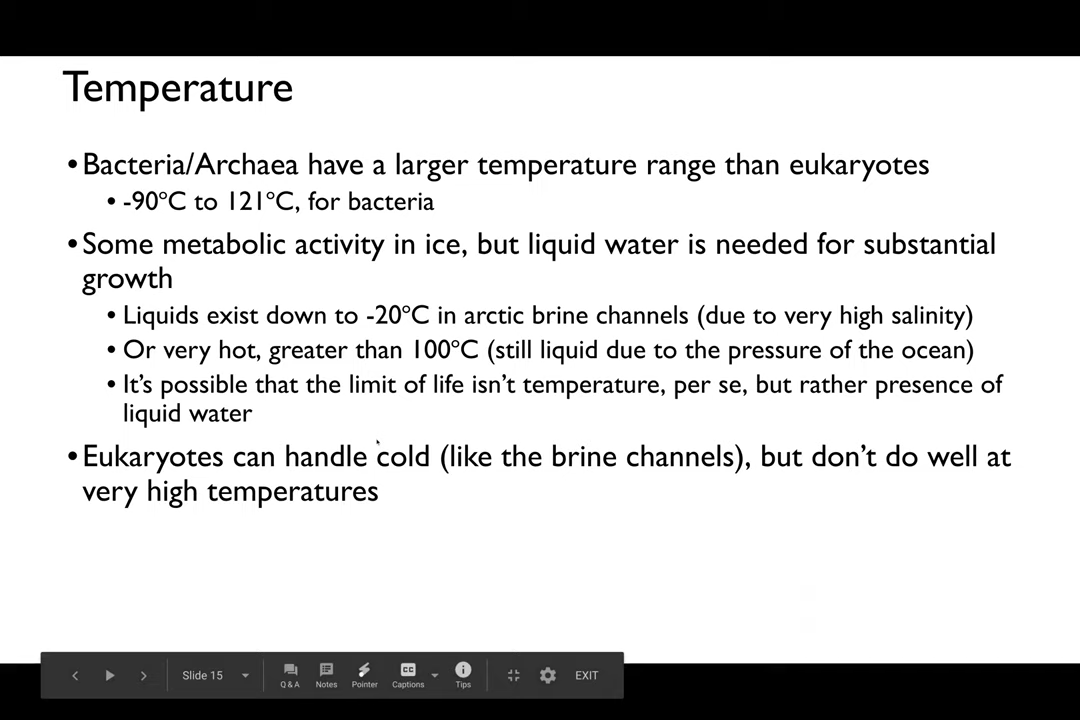 Temperature
•Bacteria/Archaea have a larger temperature range than eukaryotes
• -90°C to 121°C, for bacteria
•Some metabolic activity in ice, but liquid water is needed for substantial
growth
• Liquids exist down to -20°C in arctic brine channels (due to very high salinity)
• Or very hot, greater than 100°C (still liquid due to the pressure of the ocean)
• It's possible that the limit of life isn't temperature, per se, but rather presence of
liquid water
•Eukaryotes can handle cold (like the brine channels), but don't do well at
very high temperatures
Slide 15
Q & A
Notes
Pointer
CC
Captions
Tips
EXIT